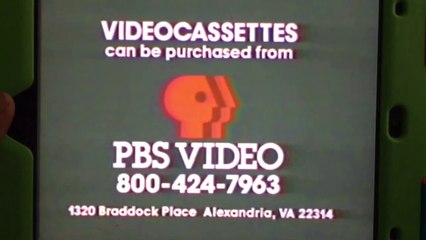 VIDEOCASSETTES
can be purchased from
PBS VIDEO
800-424-7963
1320 Braddock Place Alexandria, VA 22314